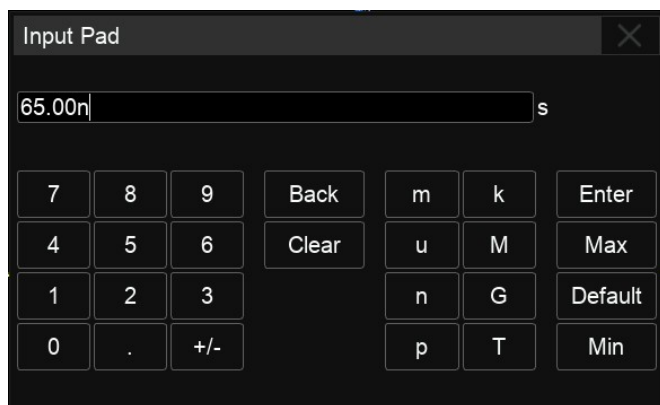 Input Pad
65.00n s
7 8 9 Back m k Enter
4 5 6 Clear u M Max
1 2 3 n G Default
0 . +/- p T Min